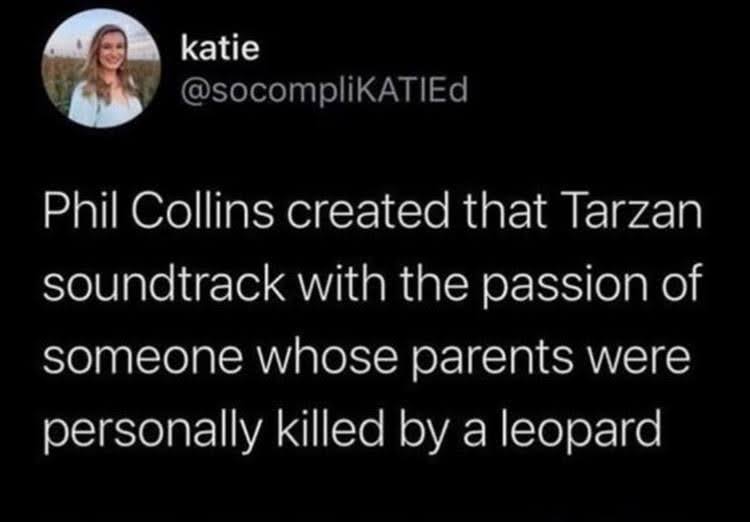 katie
@socompliKATIEd
Phil Collins created that Tarzan
soundtrack with the passion of
someone whose parents were
personally killed by a leopard